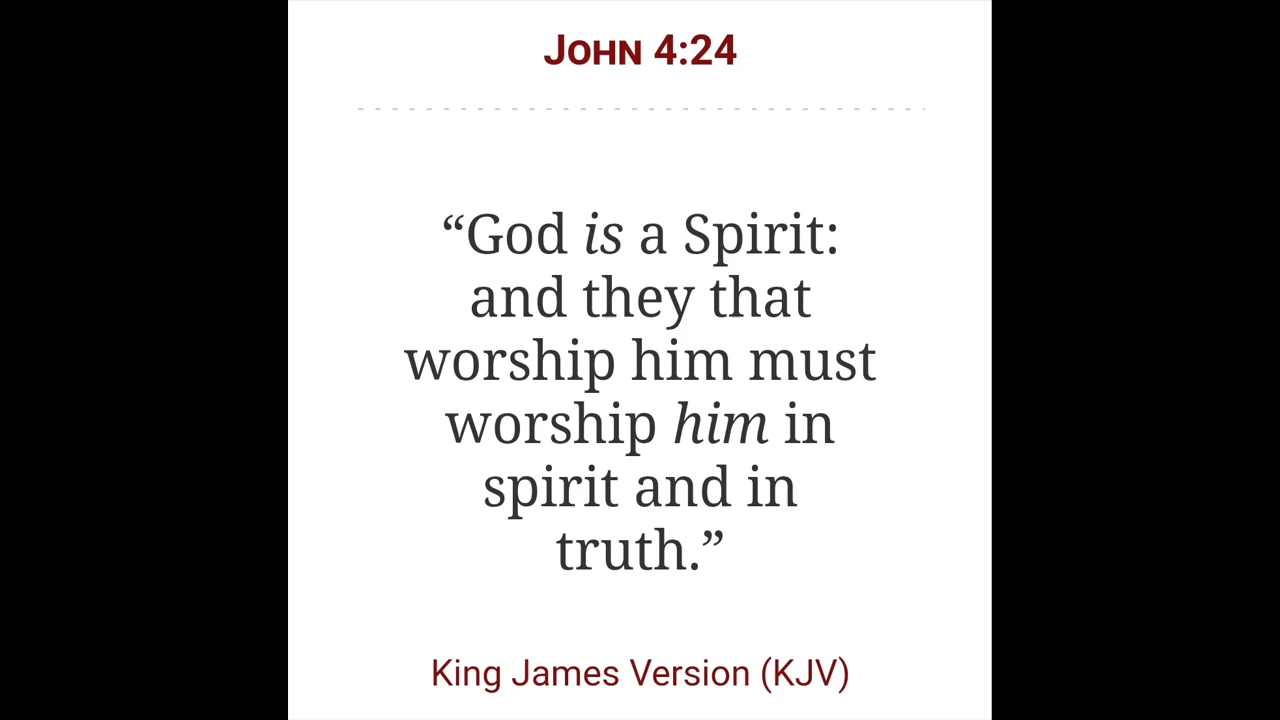 John 4:24
“God is a Spirit:
and they that
worship him must
worship him in
spirit and in
truth.”
King James Version (KJV)